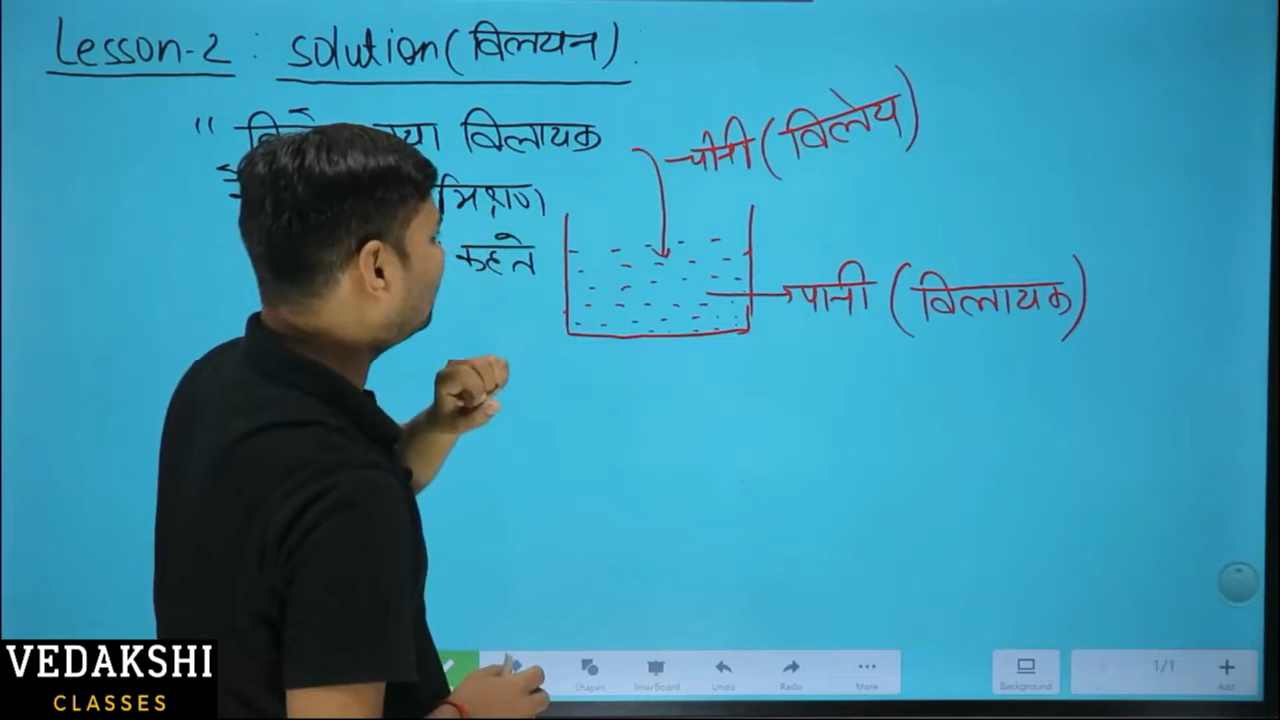 Lesson-2 : solution (विलयन)
" तथा विलायक
मिश्रण
कहते
चीनी (विलेय)
पानी (विलायक)
Shapes
TimerBoard
Undo
Redo
More
Background
1/1
Add
VEDAKSHI
CLASSES